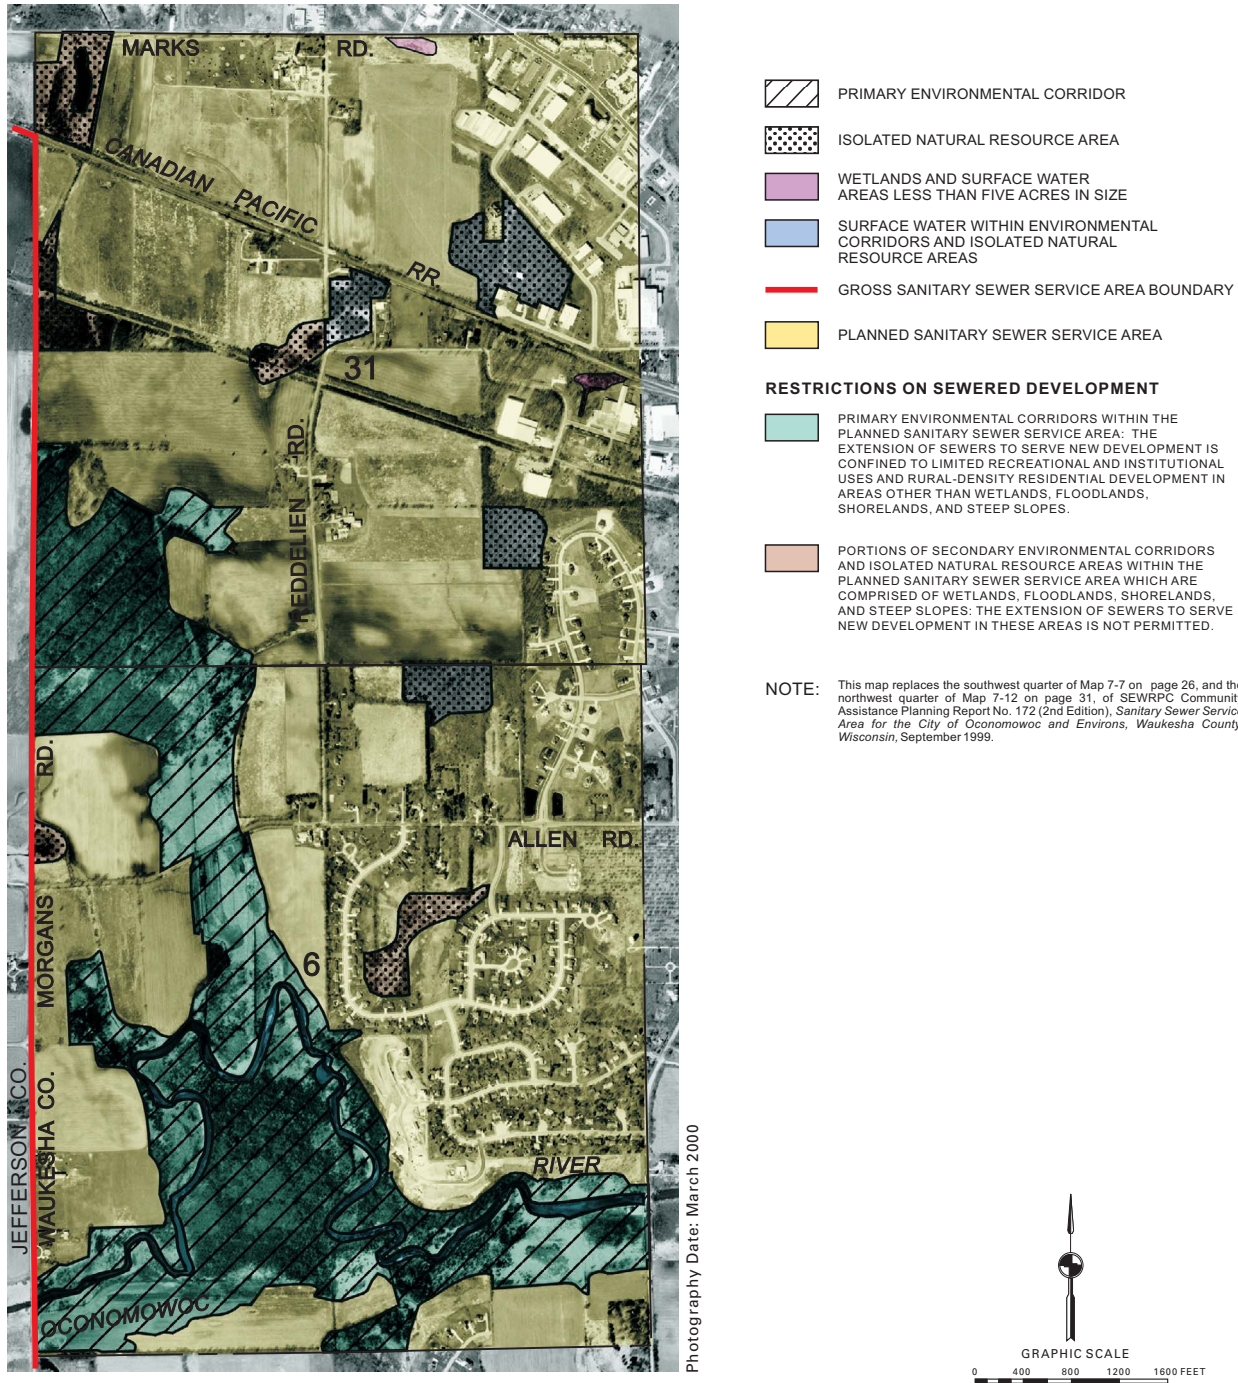 MARKS RD.
CANADIAN PACIFIC RR.
31
REDDELIEN RD.
MORGANS RD.
ALLEN RD.
6
JEFFERSON CO.
WAUKESHA CO.
RIVER
OCONOMOWOC
Photography Date: March 2000
PRIMARY ENVIRONMENTAL CORRIDOR
ISOLATED NATURAL RESOURCE AREA
WETLANDS AND SURFACE WATER
AREAS LESS THAN FIVE ACRES IN SIZE
SURFACE WATER WITHIN ENVIRONMENTAL
CORRIDORS AND ISOLATED NATURAL
RESOURCE AREAS
GROSS SANITARY SEWER SERVICE AREA BOUNDARY
PLANNED SANITARY SEWER SERVICE AREA
RESTRICTIONS ON SEWERED DEVELOPMENT
PRIMARY ENVIRONMENTAL CORRIDORS WITHIN THE
PLANNED SANITARY SEWER SERVICE AREA: THE
EXTENSION OF SEWERS TO SERVE NEW DEVELOPMENT IS
CONFINED TO LIMITED RECREATIONAL AND INSTITUTIONAL
USES AND RURAL-DENSITY RESIDENTIAL DEVELOPMENT IN
AREAS OTHER THAN WETLANDS, FLOODLANDS,
SHORELANDS, AND STEEP SLOPES.
PORTIONS OF SECONDARY ENVIRONMENTAL CORRIDORS
AND ISOLATED NATURAL RESOURCE AREAS WITHIN THE
PLANNED SANITARY SEWER SERVICE AREA WHICH ARE
COMPRISED OF WETLANDS, FLOODLANDS, SHORELANDS,
AND STEEP SLOPES: THE EXTENSION OF SEWERS TO SERVE
NEW DEVELOPMENT IN THESE AREAS IS NOT PERMITTED.
NOTE: This map replaces the southwest quarter of Map 7-7 on page 26, and the
northwest quarter of Map 7-12 on page 31, of SEWRPC Communit
Assistance Planning Report No. 172 (2nd Edition), Sanitary Sewer Service
Area for the City of Oconomowoc and Environs, Waukesha County
Wisconsin, September 1999.
GRAPHIC SCALE
0 400 800 1200 1600 FEET